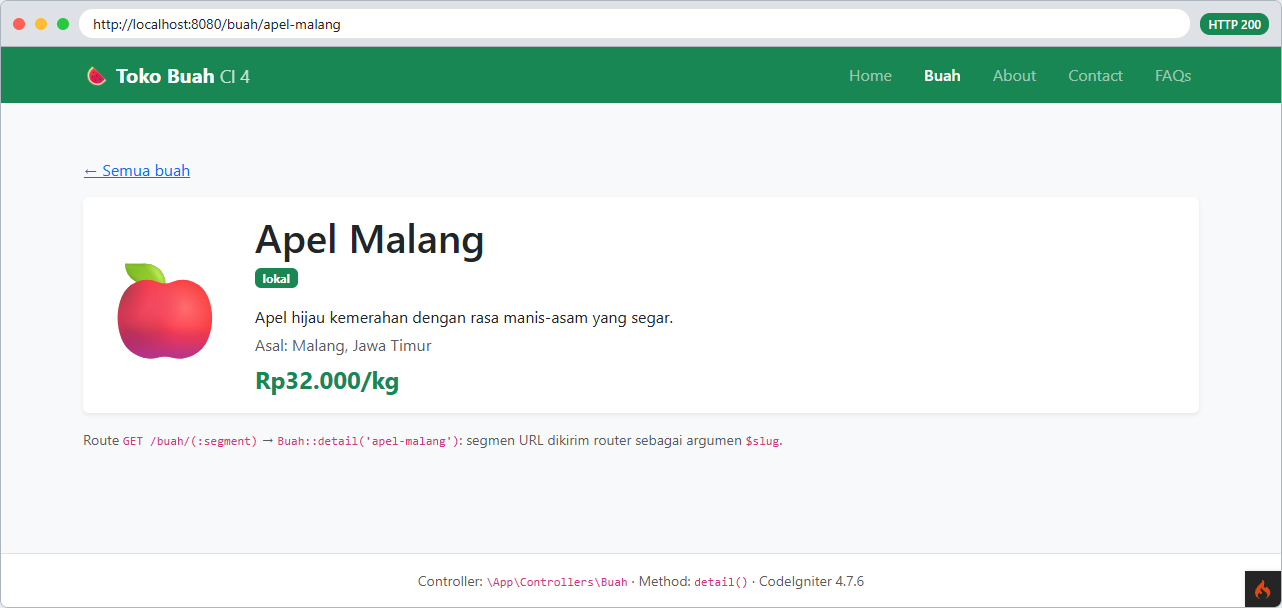 http://localhost:8080/buah/apel-malang
HTTP 200
Toko Buah CI 4
Home
Buah
About
Contact
FAQs
← Semua buah
Apel Malang
lokal
Apel hijau kemerahan dengan rasa manis-asam yang segar.
Asal: Malang, Jawa Timur
Rp32.000/kg
Route GET /buah/(:segment) → Buah::detail('apel-malang'): segmen URL dikirim router sebagai argumen $slug.
Controller: \App\Controllers\Buah · Method: detail() · CodeIgniter 4.7.6